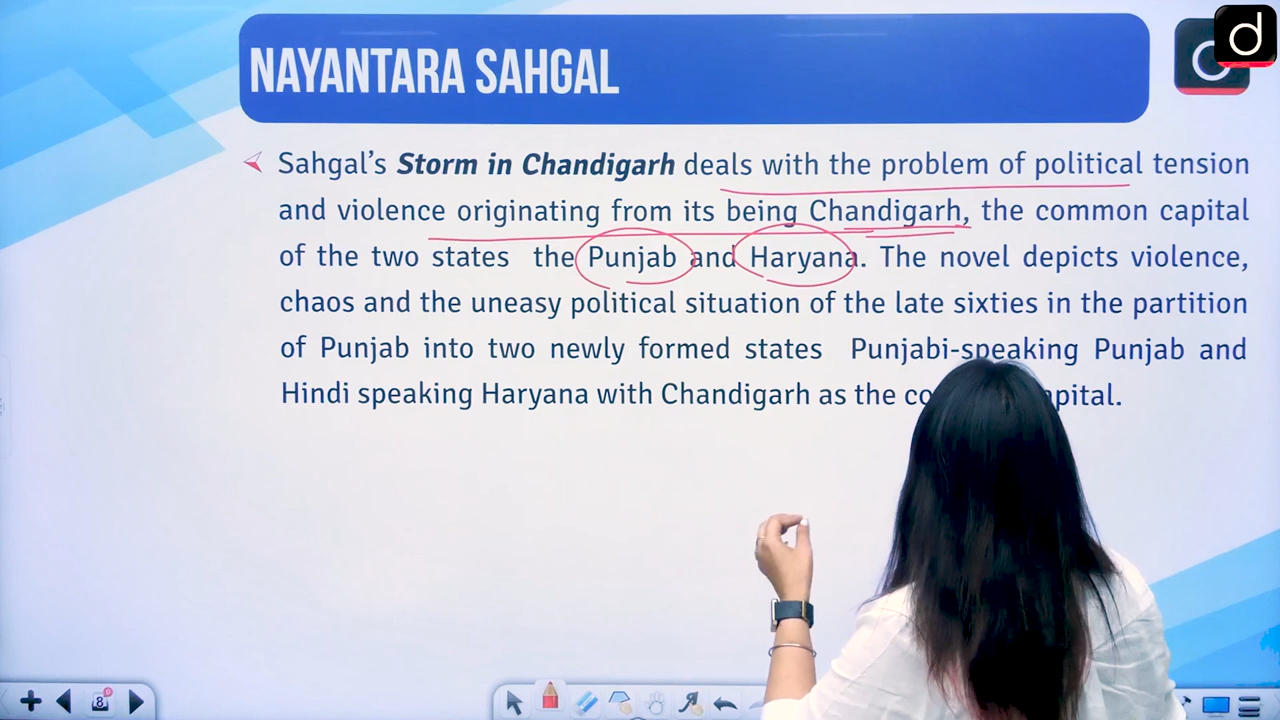 NAYANTARA SAHGAL
d
Sahgal's Storm in Chandigarh deals with the problem of political tension
and violence originating from its being Chandigarh, the common capital
of the two states the Punjab and Haryana. The novel depicts violence,
chaos and the uneasy political situation of the late sixties in the partition
of Punjab into two newly formed states Punjabi-speaking Punjab and
Hindi speaking Haryana with Chandigarh as the capital.
8